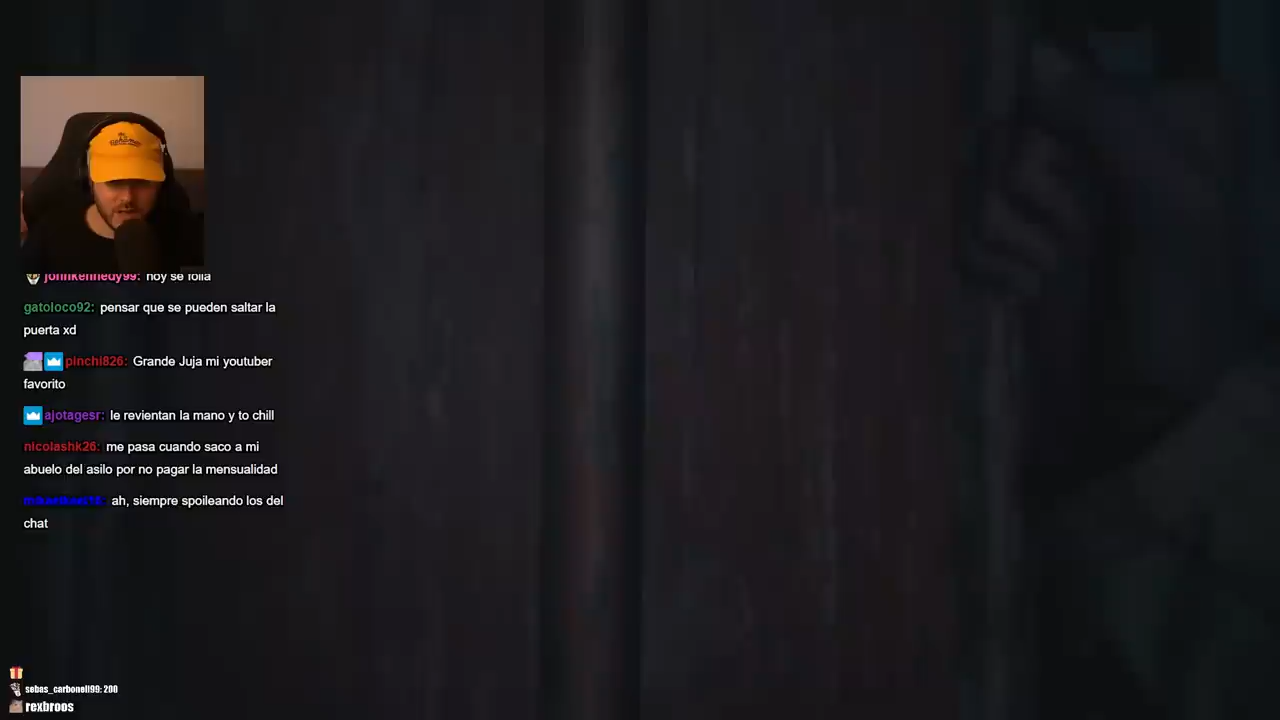 johnkennedy99: hoy se folla
gatoloco92: pensar que se pueden saltar la
puerta xd
pinchi826: Grande Juja mi youtuber
favorito
ajotagesr: le revientan la mano y to chill
nicolashk26: me pasa cuando saco a mi
abuelo del asilo por no pagar la mensualidad
ah, siempre spoileando los del
chat
sebas_carbonell99: 200
rexbroos